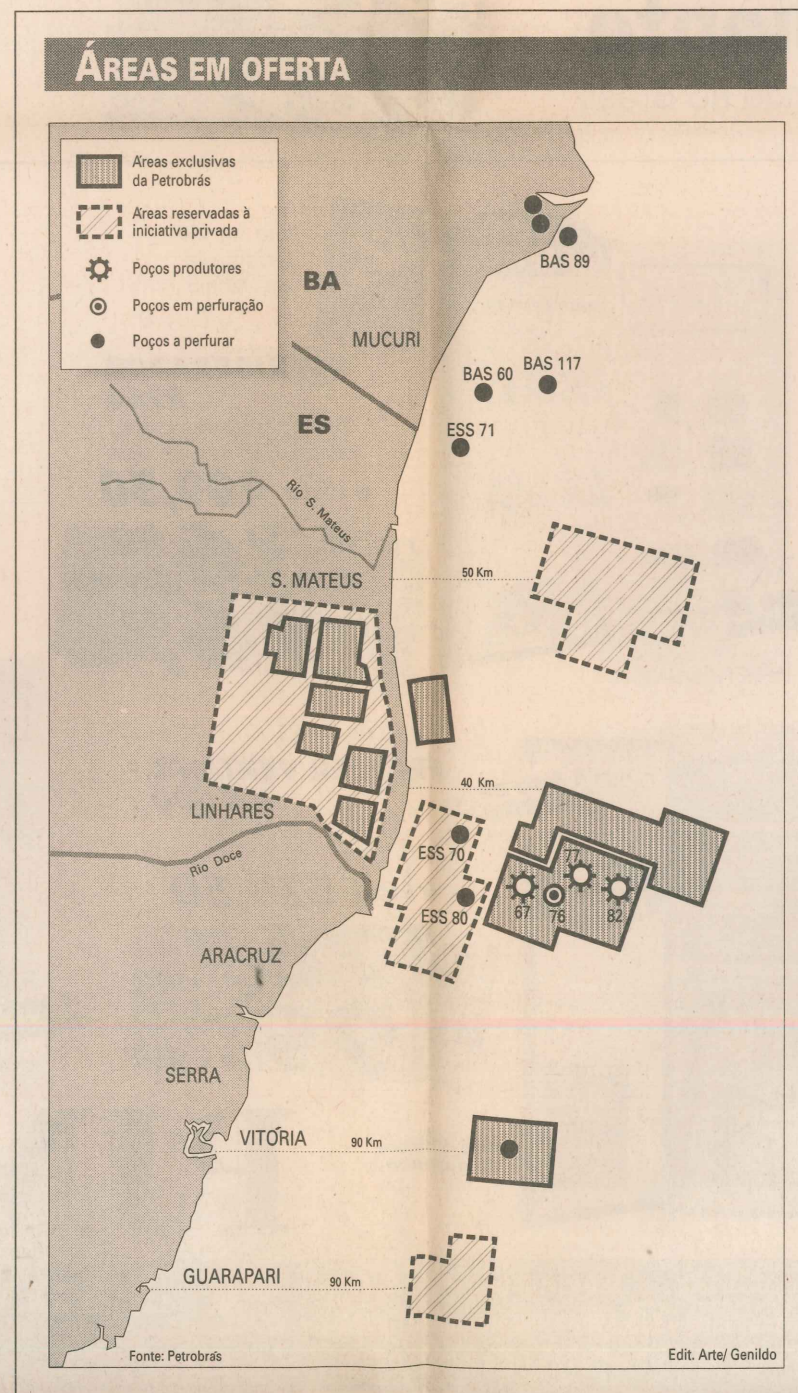 ÁREAS EM OFERTA
Áreas exclusivas
da Petrobrás
Áreas reservadas à
iniciativa privada
Poços produtores
Poços em perfuração
Poços a perfurar
BAS 89
BA
MUCURI
BAS 60
BAS 117
ES
ESS 71
Rio S. Mateus
S. MATEUS
50 Km
40 Km
LINHARES
Rio Doce
ESS 70
77
67
76
82
ESS 80
ARACRUZ
SERRA
VITÓRIA
90 Km
GUARAPARI
90 Km
Fonte: Petrobrás
Edit. Arte/ Genildo